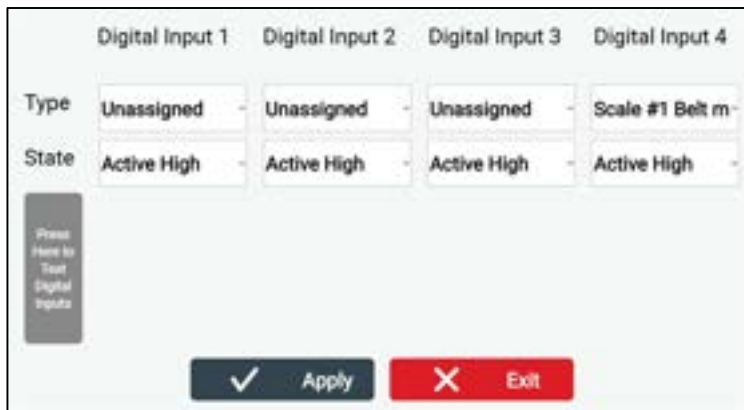 Digital Input 1 Digital Input 2 Digital Input 3 Digital Input 4
Type Unassigned Unassigned Unassigned Scale #1 Belt m
State Active High Active High Active High Active High
Press
Here to
Test
Digital
Inputs
Apply Exit